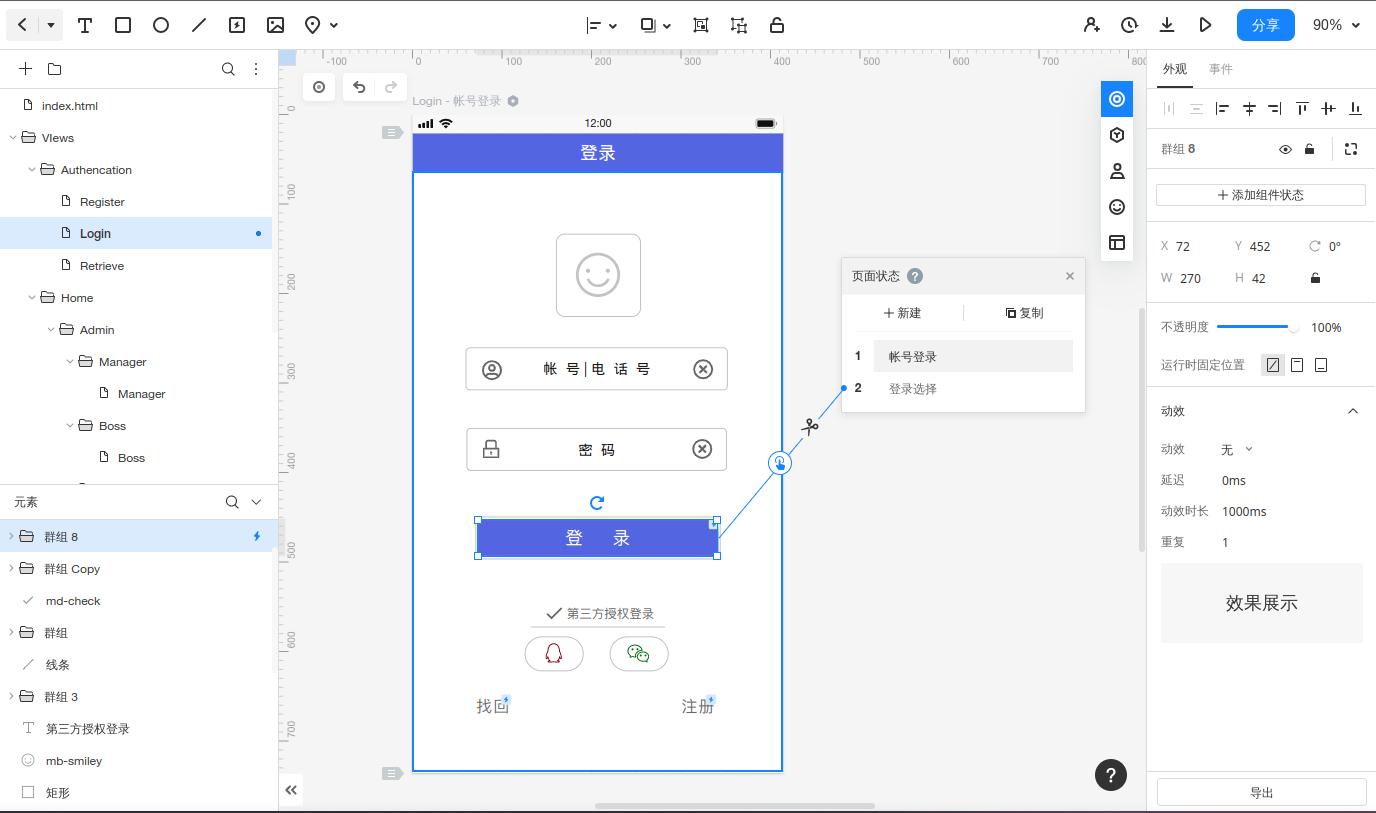 分享
90%
index.html
VIews
Authencation
Register
Login
Retrieve
Home
Admin
Manager
Manager
Boss
Boss
元素
群组 8
群组 Copy
md-check
群组
线条
群组 3
第三方授权登录
mb-smiley
矩形
-100
0
100
200
300
400
500
600
700
800
0
100
200
300
400
500
600
700
Login - 帐号登录
12:00
登录
帐 号|电 话 号
密 码
登 录
第三方授权登录
找回
注册
页面状态 ?
新建
复制
1 帐号登录
2 登录选择
?
外观 事件
群组 8
添加组件状态
X 72 Y 452 0°
W 270 H 42
不透明度 100%
运行时固定位置
动效
动效 无
延迟 0ms
动效时长 1000ms
重复 1
效果展示
导出